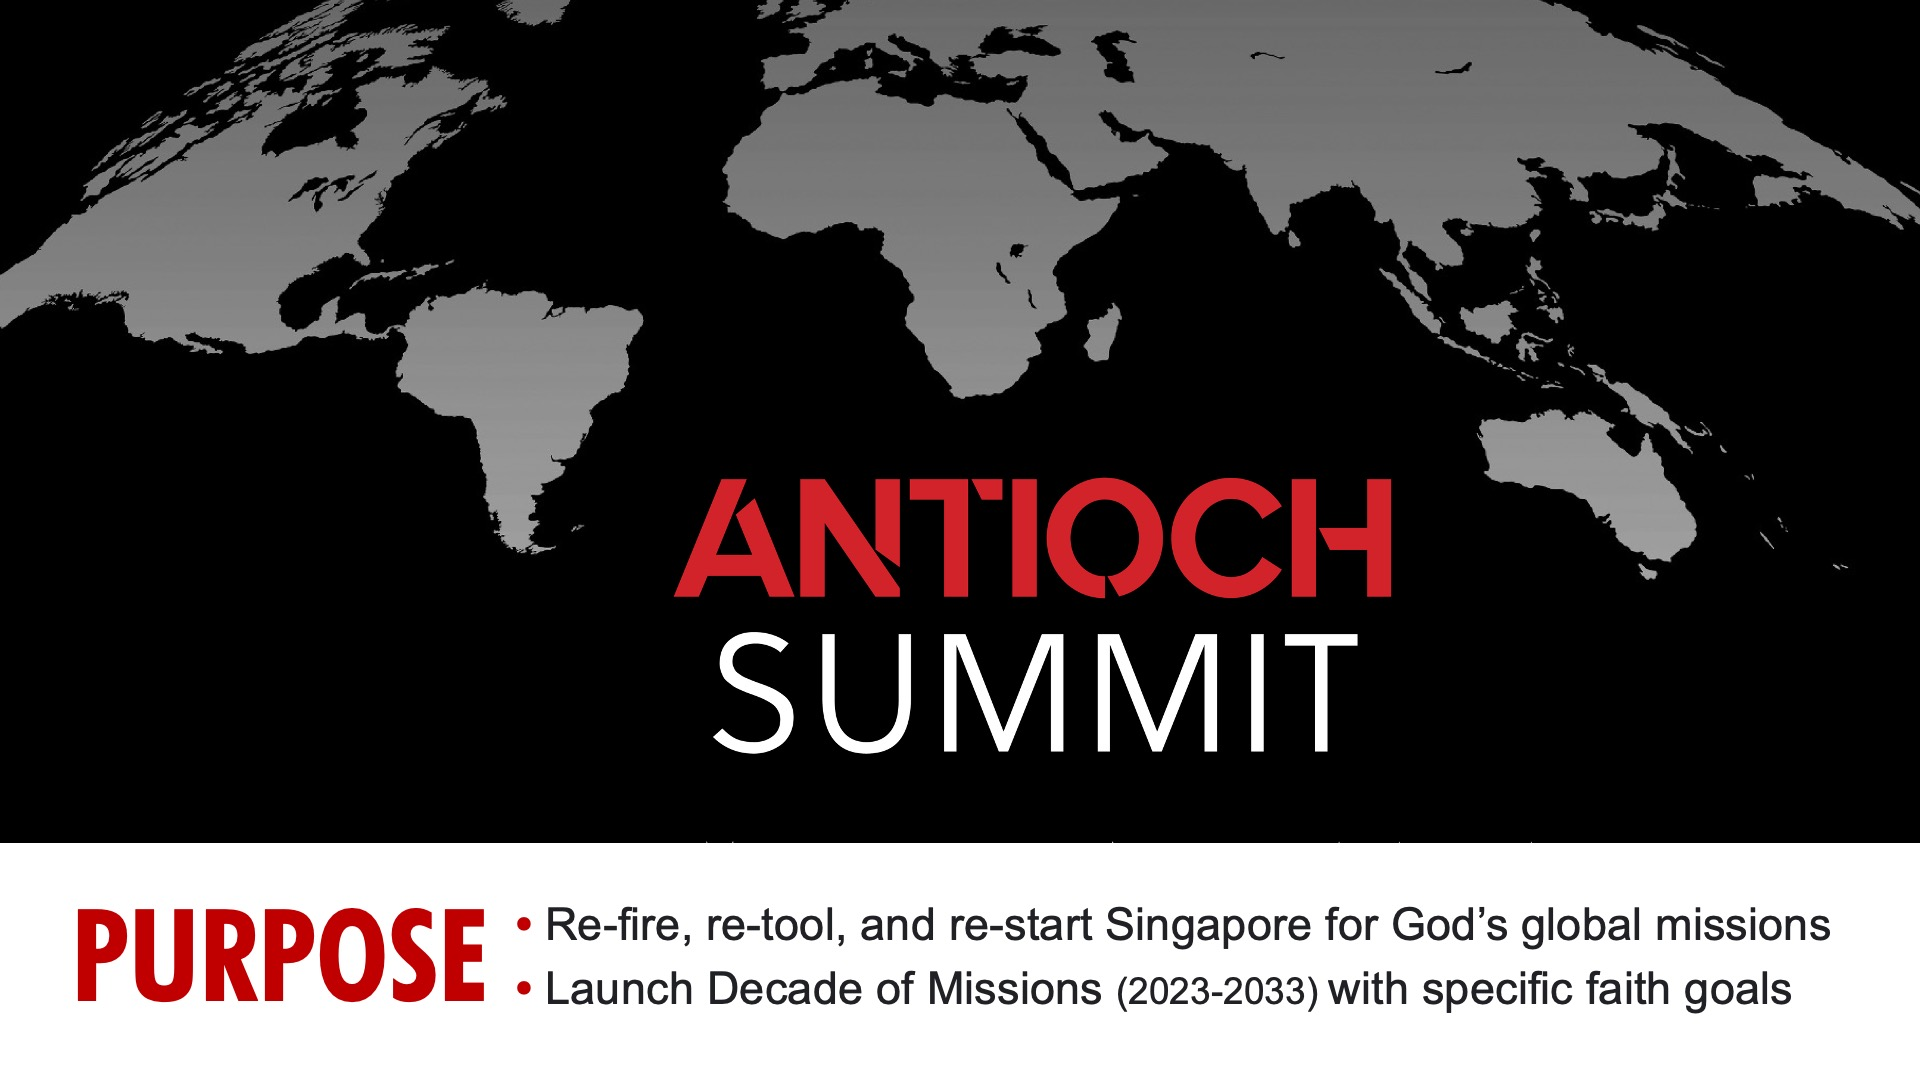 ANTIOCH
SUMMIT
PURPOSE
• Re-fire, re-tool, and re-start Singapore for God’s global missions
• Launch Decade of Missions (2023-2033) with specific faith goals